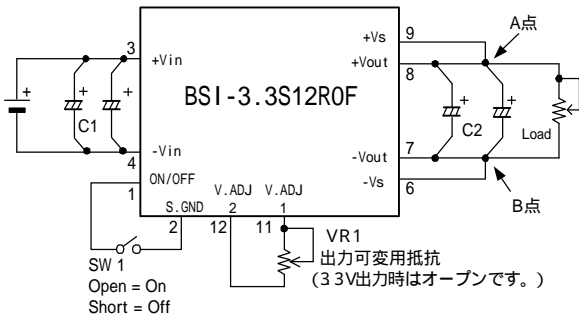 A点
9
+Vs
3
+Vin
+Vout
8
BSI-3.3S12R0F
+
+
+
+
+
C1
C2
Load
-Vin
4
-Vout
7
ON/OFF
1
-Vs
6
B点
V.ADJ V.ADJ
S.GND 2 1
2 12 11
VR1
SW 1
出力可変用抵抗
(3.3V出力時はオープンです。)
Open = On
Short = Off